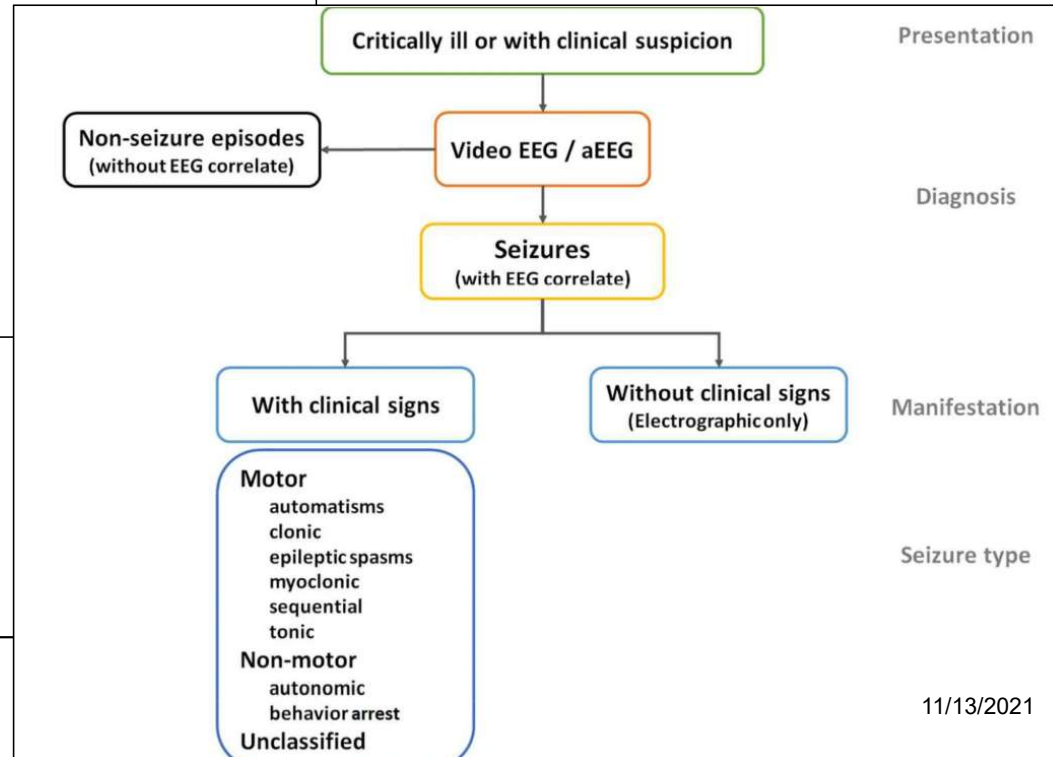 Critically ill or with clinical suspicion
Presentation
Non-seizure episodes
(without EEG correlate)
Video EEG / aEEG
Diagnosis
Seizures
(with EEG correlate)
With clinical signs
Without clinical signs
(Electrographic only)
Manifestation
Motor
automatisms
clonic
epileptic spasms
myoclonic
sequential
tonic
Non-motor
autonomic
behavior arrest
Unclassified
Seizure type
11/13/2021